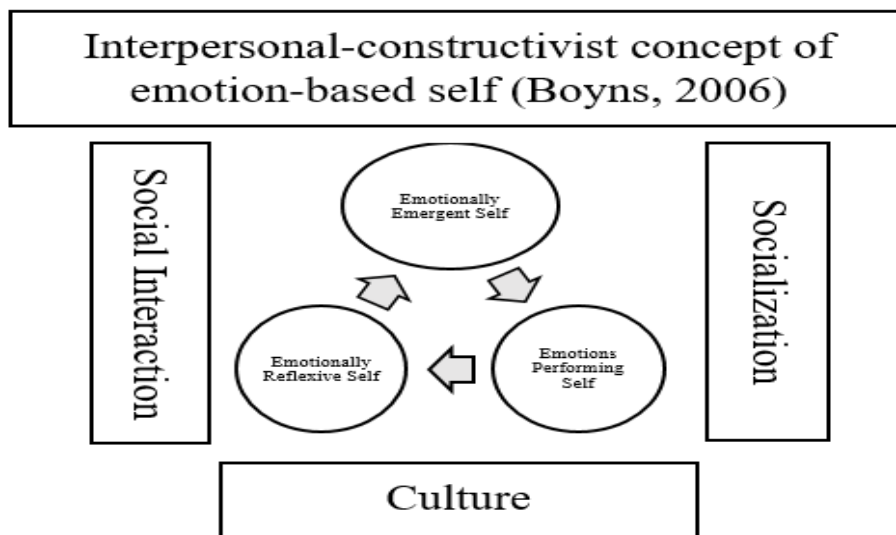 Interpersonal-constructivist concept of
emotion-based self (Boyns, 2006)
Social Interaction
Emotionally
Emergent Self
Socialization
Emotionally
Reflexive Self
Emotions
Performing
Self
Culture